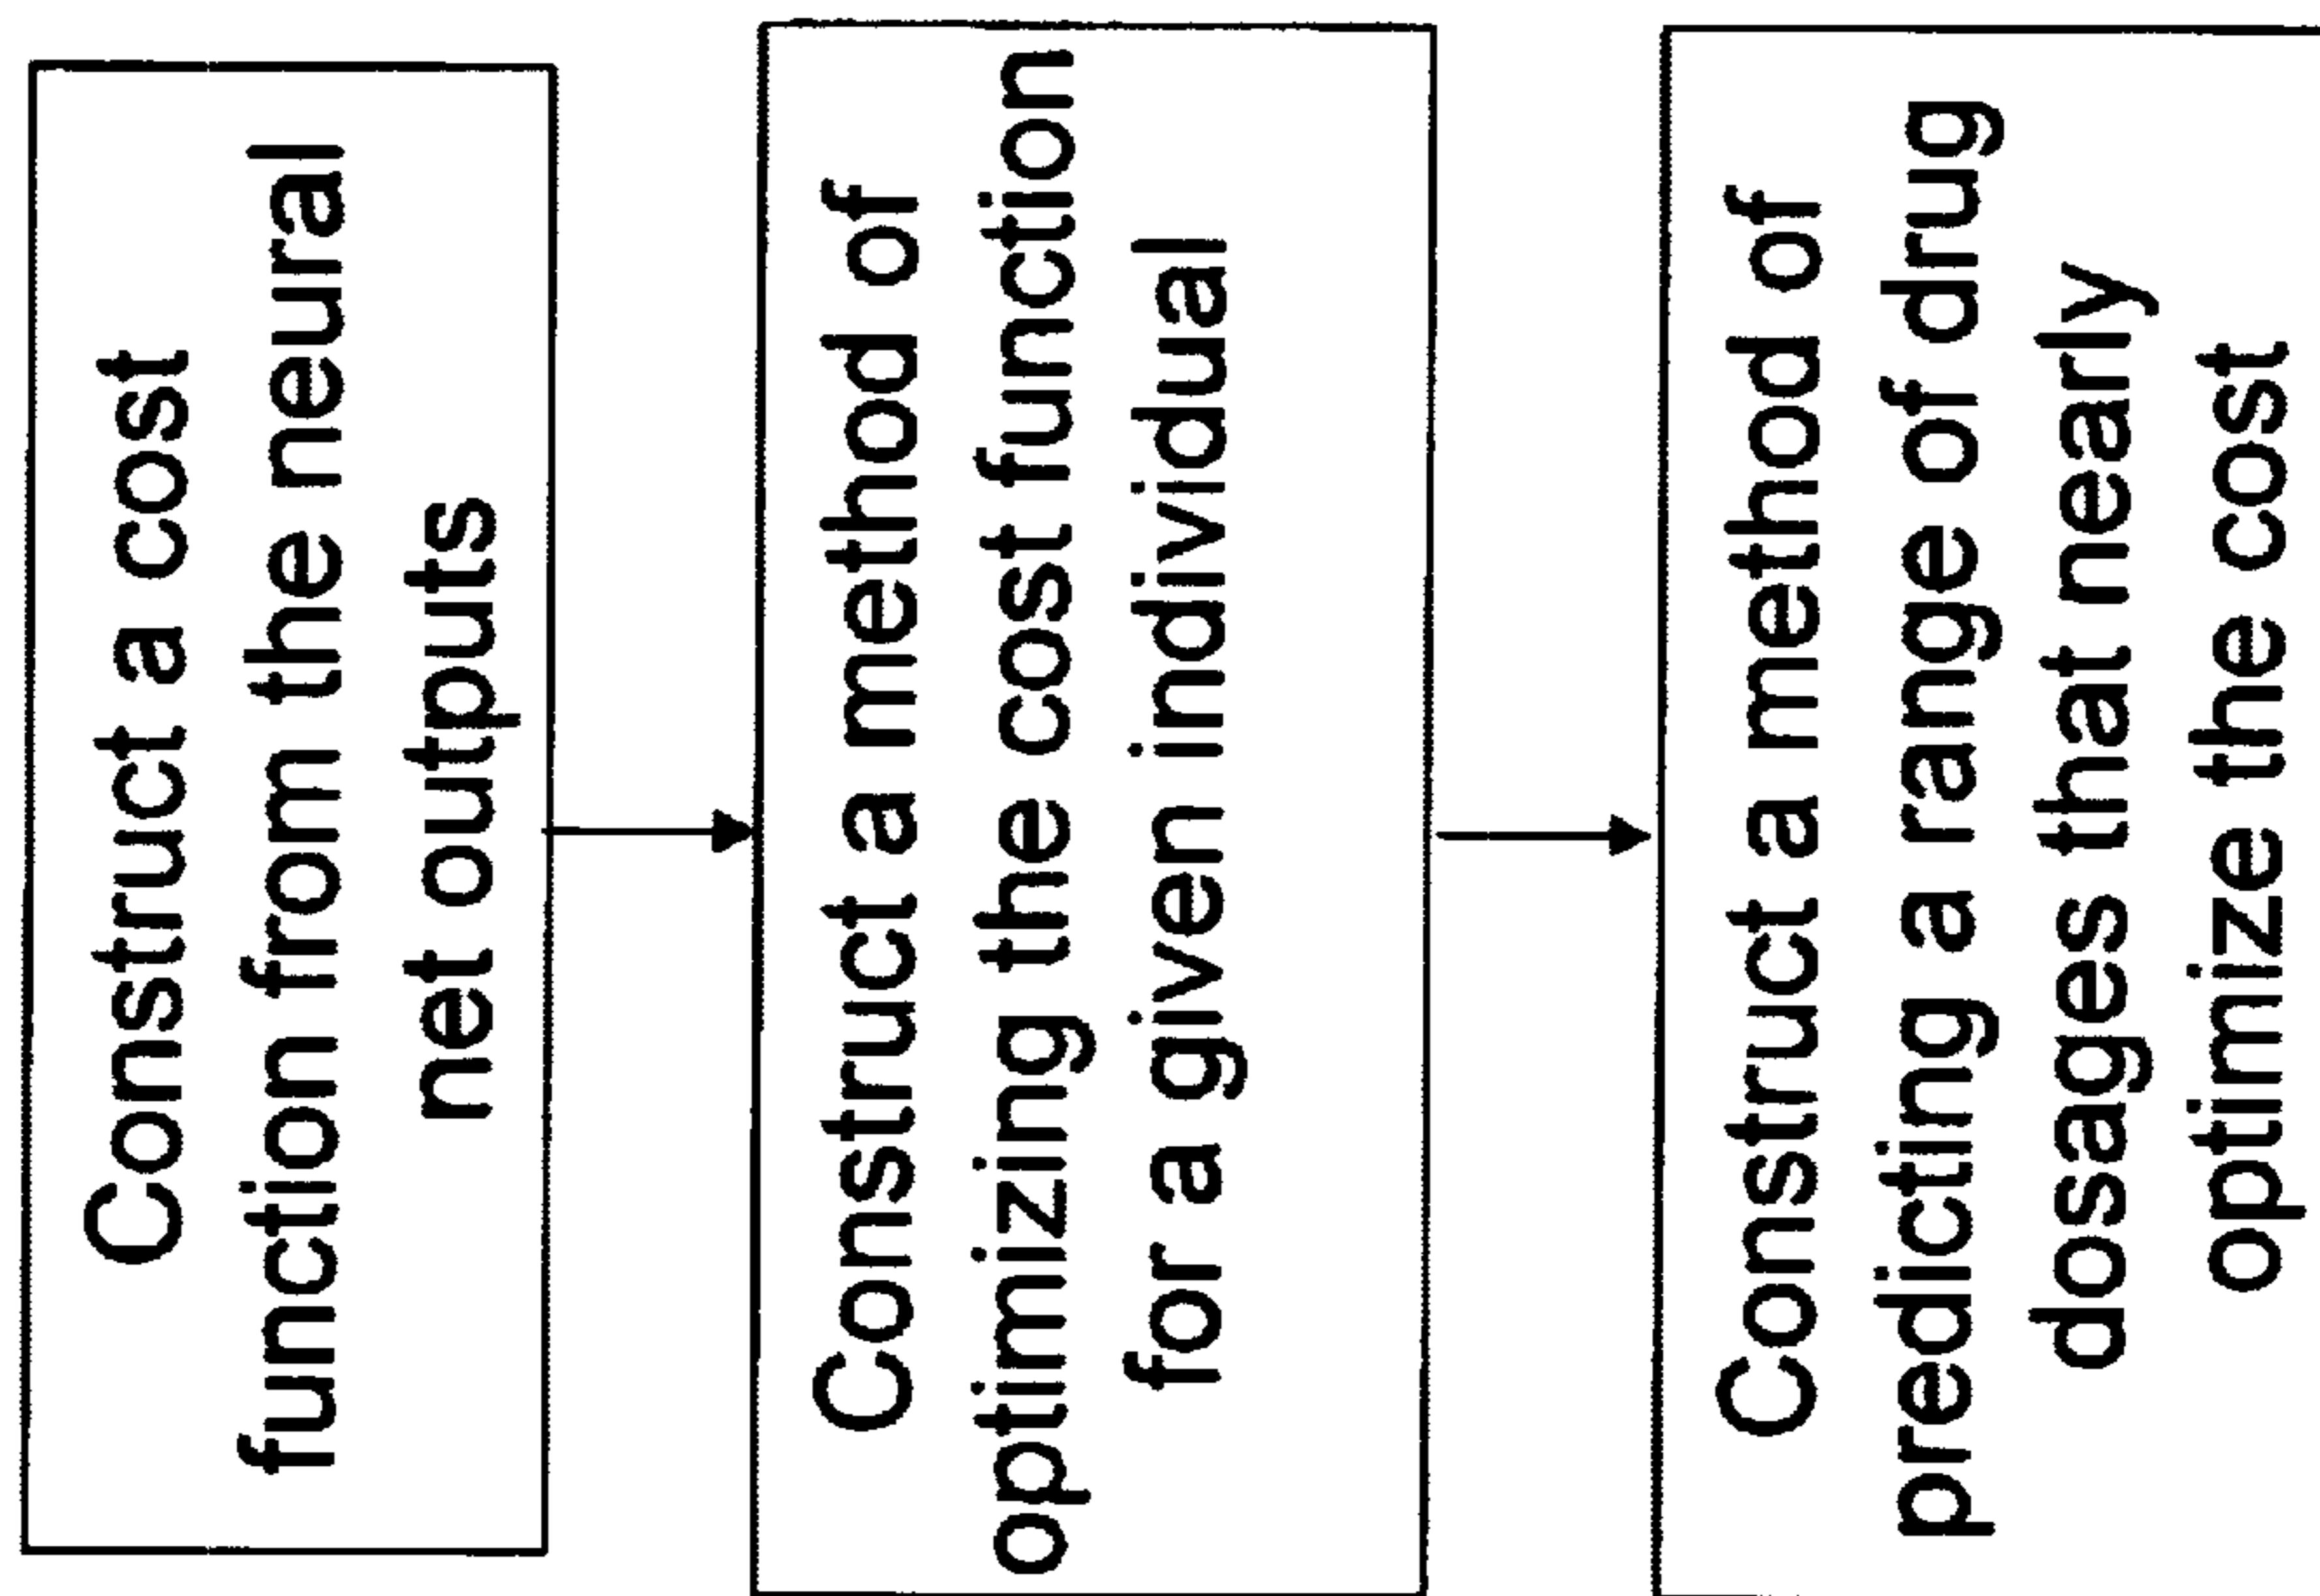 Construct a cost
function from the neural
net outputs
Construct a method of
optimizing the cost function
for a given individual
Construct a method of
predicting a range of drug
dosages that nearly
optimize the cost